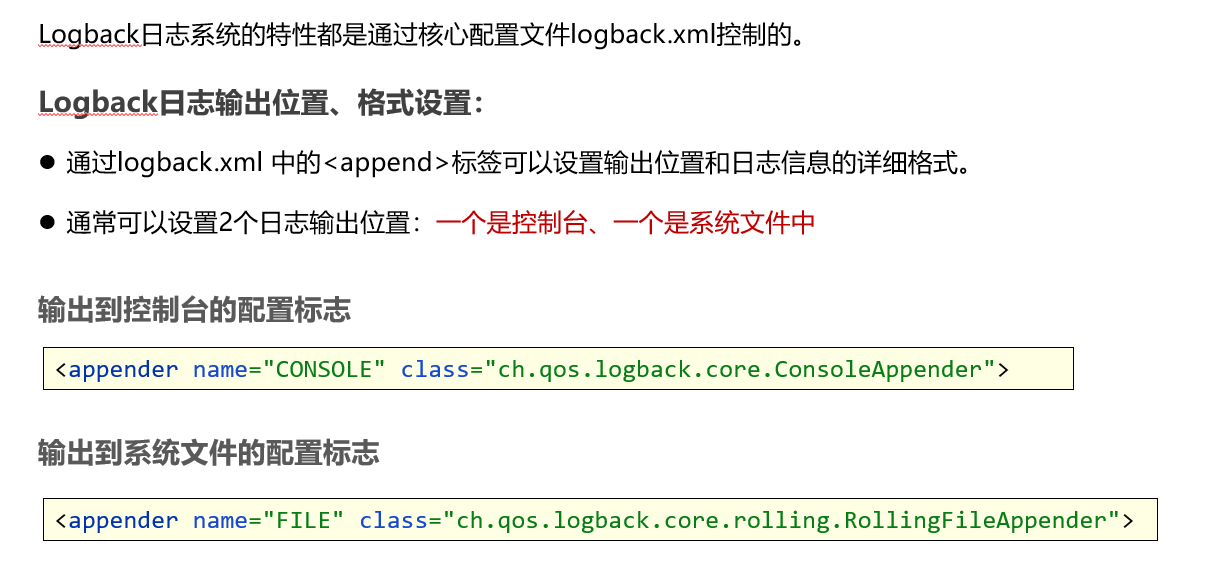 Logback日志系统的特性都是通过核心配置文件logback.xml控制的。
Logback日志输出位置、格式设置：
● 通过logback.xml 中的<append>标签可以设置输出位置和日志信息的详细格式。
● 通常可以设置2个日志输出位置：一个是控制台、一个是系统文件中
输出到控制台的配置标志
<appender name="CONSOLE" class="ch.qos.logback.core.ConsoleAppender">
输出到系统文件的配置标志
<appender name="FILE" class="ch.qos.logback.core.rolling.RollingFileAppender">